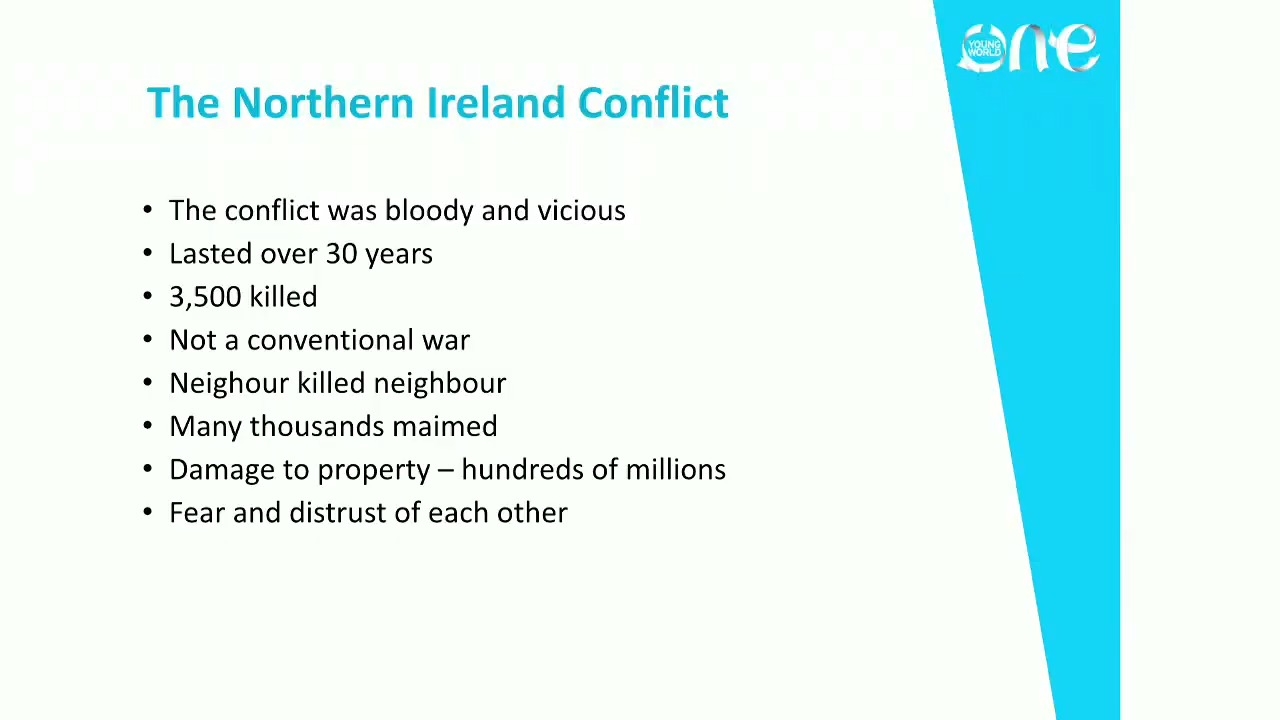 YOUNG
WORLD
one
The Northern Ireland Conflict
• The conflict was bloody and vicious
• Lasted over 30 years
• 3,500 killed
• Not a conventional war
• Neighour killed neighbour
• Many thousands maimed
• Damage to property – hundreds of millions
• Fear and distrust of each other